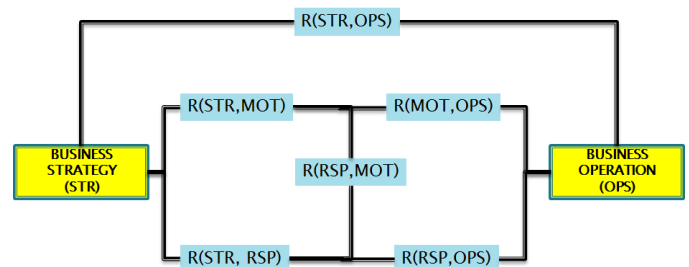 R(STR,OPS)
R(STR,MOT)
R(MOT,OPS)
BUSINESS
STRATEGY
(STR)
R(RSP,MOT)
BUSINESS
OPERATION
(OPS)
R(STR, RSP)
R(RSP,OPS)